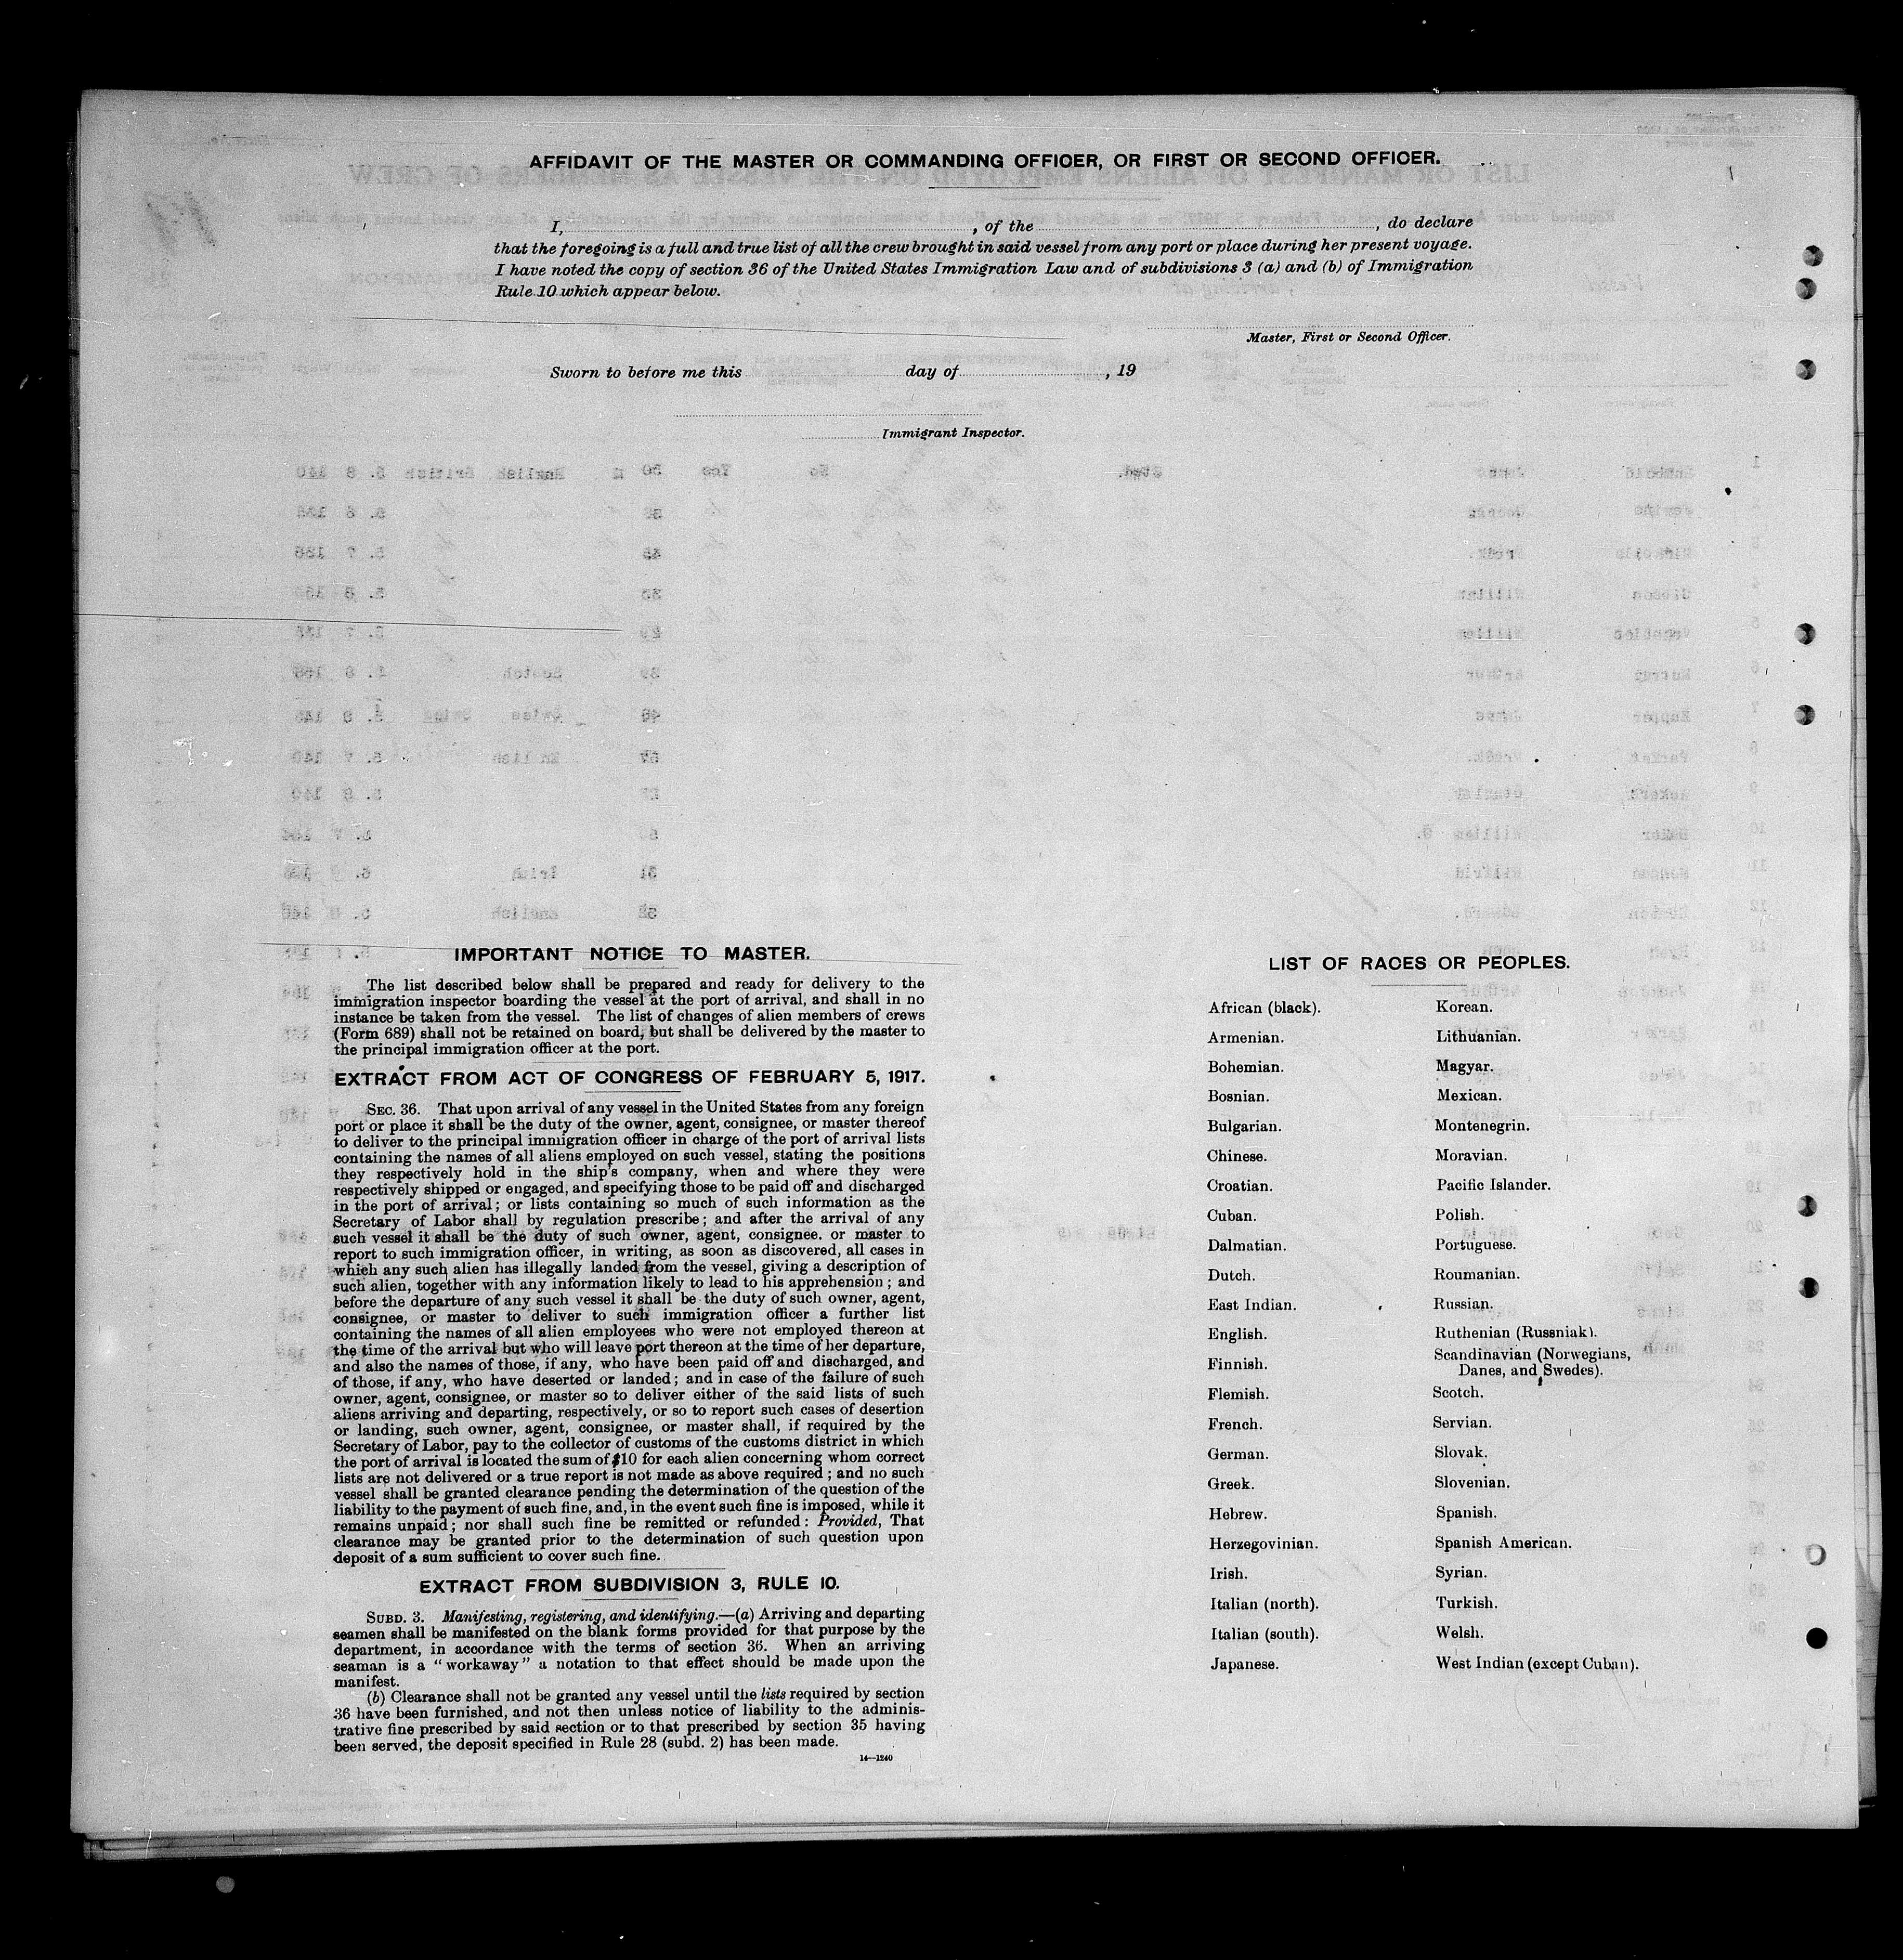 AFFIDAVIT OF THE MASTER OR COMMANDING OFFICER, OR FIRST OR SECOND OFFICER.
I, , of the , do declare
that the foregoing is a full and true list of all the crew brought in said vessel from any port or place during her present voyage.
I have noted the copy of section 36 of the United States Immigration Law and of subdivisions 3 (a) and (b) of Immigration
Rule 10 which appear below.
Master, First or Second Officer.
Sworn to before me this day of , 19
Immigrant Inspector.
IMPORTANT NOTICE TO MASTER.
The list described below shall be prepared and ready for delivery to the
immigration inspector boarding the vessel at the port of arrival, and shall in no
instance be taken from the vessel. The list of changes of alien members of crews
(Form 689) shall not be retained on board, but shall be delivered by the master to
the principal immigration officer at the port.
EXTRACT FROM ACT OF CONGRESS OF FEBRUARY 5, 1917.
SEC. 36. That upon arrival of any vessel in the United States from any foreign
port or place it shall be the duty of the owner, agent, consignee, or master thereof
to deliver to the principal immigration officer in charge of the port of arrival lists
containing the names of all aliens employed on such vessel, stating the positions
they respectively hold in the ship's company, when and where they were
respectively shipped or engaged, and specifying those to be paid off and discharged
in the port of arrival; or lists containing so much of such information as the
Secretary of Labor shall by regulation prescribe; and after the arrival of any
such vessel it shall be the duty of such owner, agent, consignee. or master to
report to such immigration officer, in writing, as soon as discovered, all cases in
which any such alien has illegally landed from the vessel, giving a description of
such alien, together with any information likely to lead to his apprehension; and
before the departure of any such vessel it shall be the duty of such owner, agent,
consignee, or master to deliver to such immigration officer a further list
containing the names of all alien employees who were not employed thereon at
the time of the arrival but who will leave port thereon at the time of her departure,
and also the names of those, if any, who have been paid off and discharged, and
of those, if any, who have deserted or landed; and in case of the failure of such
owner, agent, consignee, or master so to deliver either of the said lists of such
aliens arriving and departing, respectively, or so to report such cases of desertion
or landing, such owner, agent, consignee, or master shall, if required by the
Secretary of Labor, pay to the collector of customs of the customs district in which
the port of arrival is located the sum of $10 for each alien concerning whom correct
lists are not delivered or a true report is not made as above required; and no such
vessel shall be granted clearance pending the determination of the question of the
liability to the payment of such fine, and, in the event such fine is imposed, while it
remains unpaid; nor shall such fine be remitted or refunded: Provided, That
clearance may be granted prior to the determination of such question upon
deposit of a sum sufficient to cover such fine.
EXTRACT FROM SUBDIVISION 3, RULE 10.
SUBD. 3. Manifesting, registering, and identifying.—(a) Arriving and departing
seamen shall be manifested on the blank forms provided for that purpose by the
department, in accordance with the terms of section 36. When an arriving
seaman is a "workaway" a notation to that effect should be made upon the
manifest.
(b) Clearance shall not be granted any vessel until the lists required by section
36 have been furnished, and not then unless notice of liability to the adminis-
trative fine prescribed by said section or to that prescribed by section 35 having
been served, the deposit specified in Rule 28 (subd. 2) has been made.
14—1240
LIST OF RACES OR PEOPLES.
African (black).
Armenian.
Bohemian.
Bosnian.
Bulgarian.
Chinese.
Croatian.
Cuban.
Dalmatian.
Dutch.
East Indian.
English.
Finnish.
Flemish.
French.
German.
Greek.
Hebrew.
Herzegovinian.
Irish.
Italian (north).
Italian (south).
Japanese.
Korean.
Lithuanian.
Magyar.
Mexican.
Montenegrin.
Moravian.
Pacific Islander.
Polish.
Portuguese.
Roumanian.
Russian.
Ruthenian (Russniak).
Scandinavian (Norwegians,
Danes, and Swedes).
Scotch.
Servian.
Slovak.
Slovenian.
Spanish.
Spanish American.
Syrian.
Turkish.
Welsh.
West Indian (except Cuban).